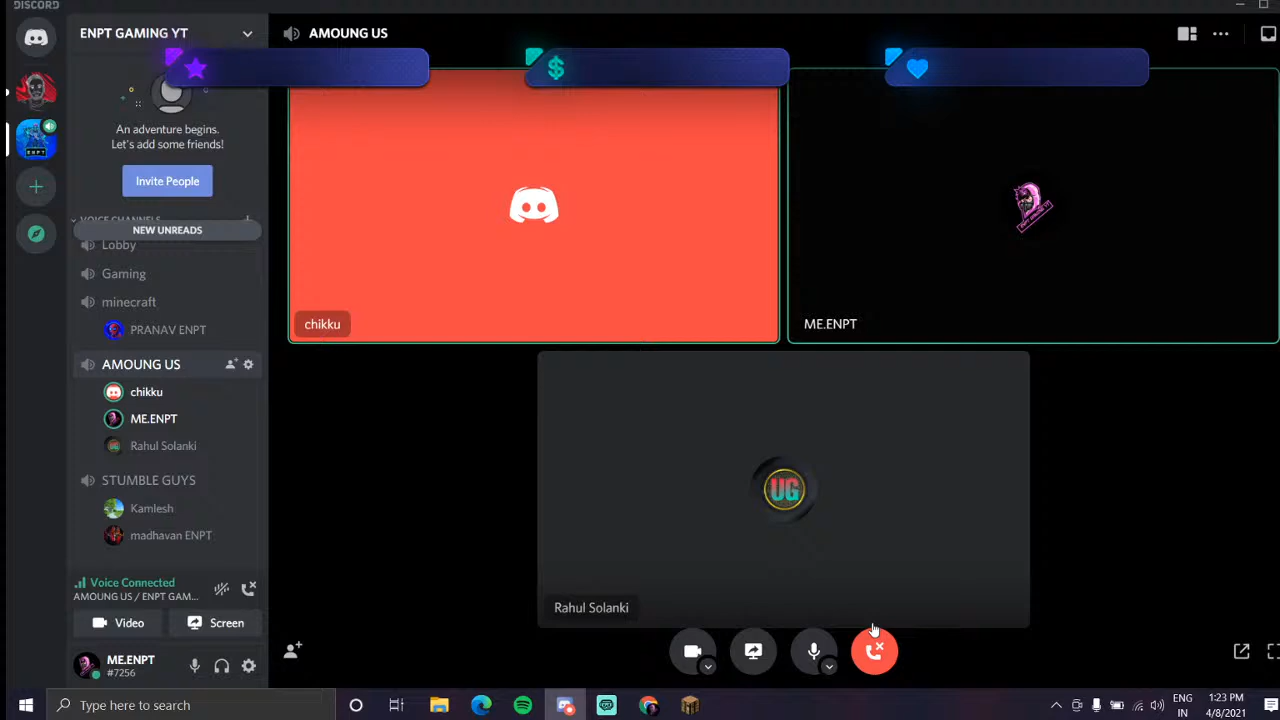 DISCORD
ENPT GAMING YT
AMOUNG US
An adventure begins.
Let's add some friends!
Invite People
VOICE CHANNELS
NEW UNREADS
Lobby
Gaming
minecraft
PRANAV ENPT
AMOUNG US
chikku
ME.ENPT
Rahul Solanki
STUMBLE GUYS
Kamlesh
madhavan ENPT
Voice Connected
AMOUNG US / ENPT GAM...
Video
Screen
ME.ENPT
#7256
chikku
ME.ENPT
UG
Rahul Solanki
ENPT
Type here to search
ENG
IN
1:23 PM
4/8/2021